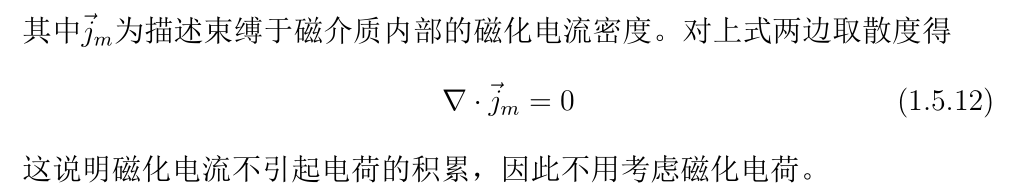 其中$\vec{j}_m$为描述束缚于磁介质内部的磁化电流密度。对上式两边取散度得
$\nabla \cdot \vec{j}_m = 0$ (1.5.12)
这说明磁化电流不引起电荷的积累，因此不用考虑磁化电荷。